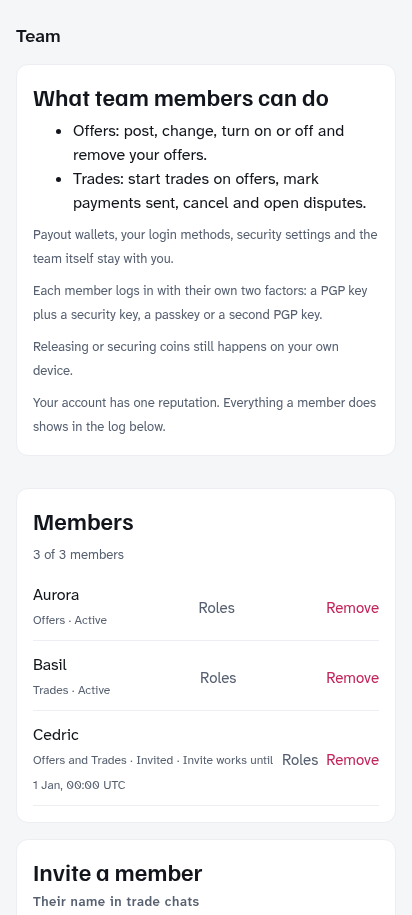 Team
What team members can do
• Offers: post, change, turn on or off and
remove your offers.
• Trades: start trades on offers, mark
payments sent, cancel and open disputes.
Payout wallets, your login methods, security settings and the
team itself stay with you.
Each member logs in with their own two factors: a PGP key
plus a security key, a passkey or a second PGP key.
Releasing or securing coins still happens on your own
device.
Your account has one reputation. Everything a member does
shows in the log below.
Members
3 of 3 members
Aurora
Offers · Active
Roles
Remove
Basil
Trades · Active
Roles
Remove
Cedric
Offers and Trades · Invited · Invite works until
1 Jan, 00:00 UTC
Roles
Remove
Invite a member
Their name in trade chats